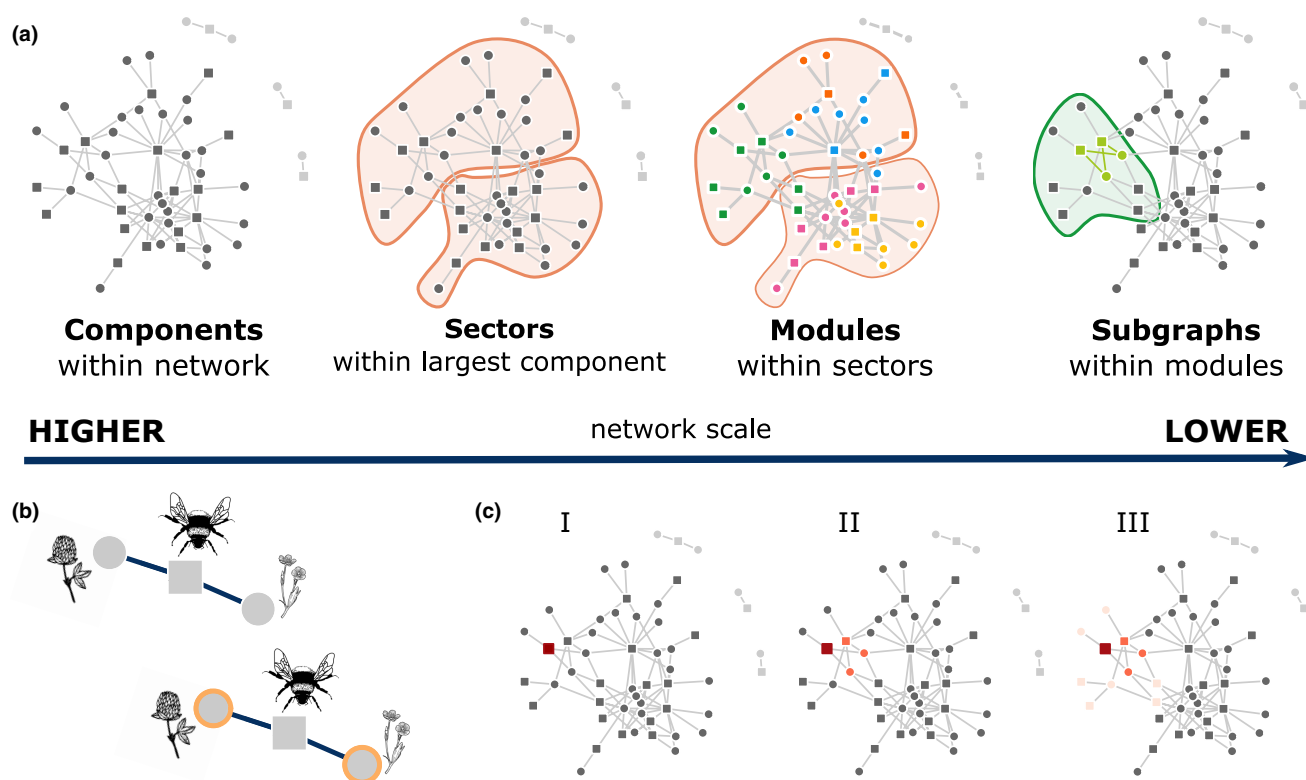 (a)
Components
within network
Sectors
within largest component
Modules
within sectors
Subgraphs
within modules
HIGHER
network scale
LOWER
(b)
(c)
I
II
III